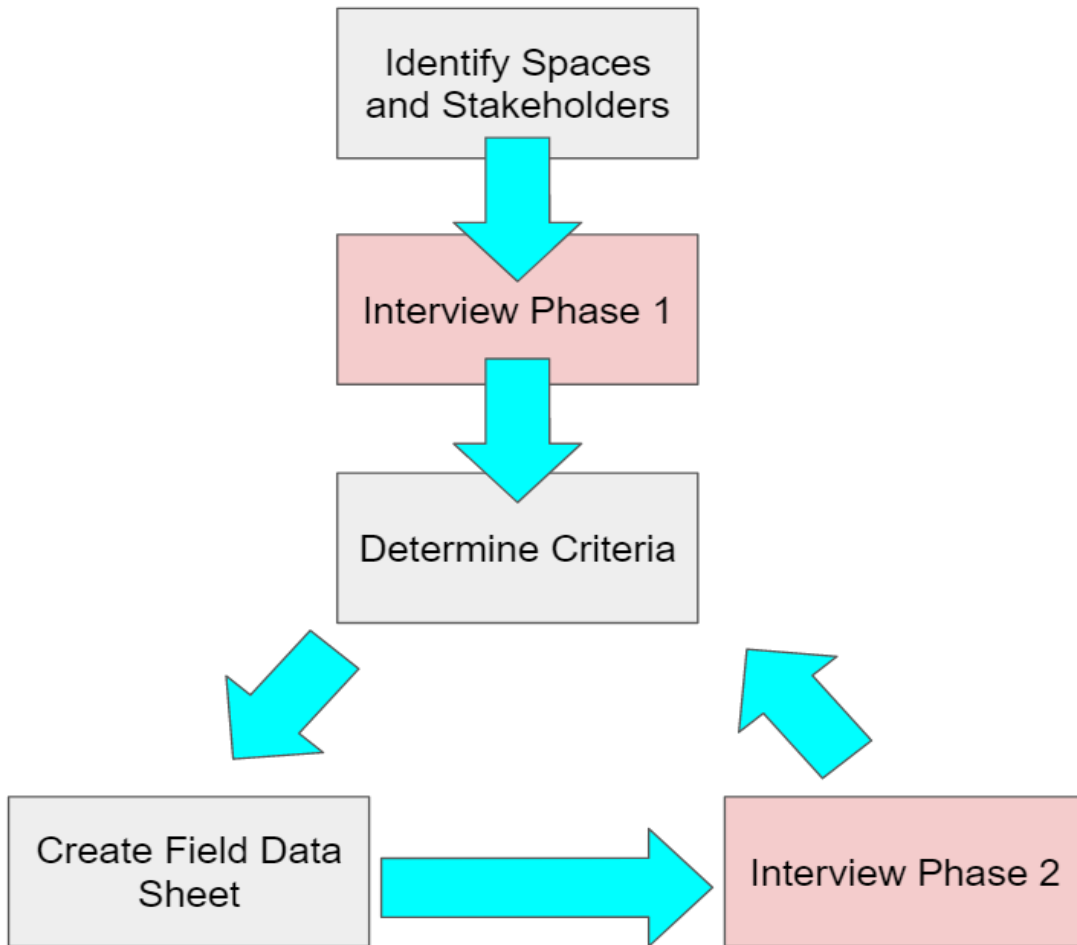 Identify Spaces
and Stakeholders
Interview Phase 1
Determine Criteria
Create Field Data
Sheet
Interview Phase 2